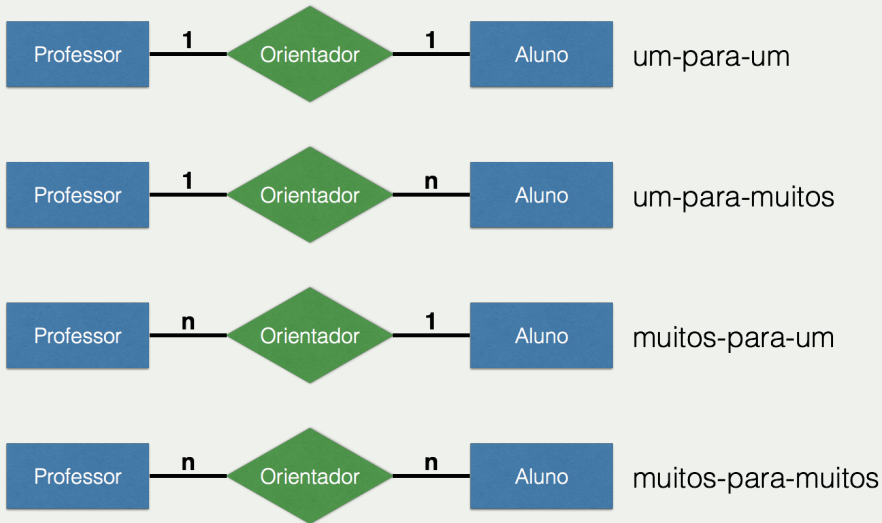 Professor 1 Orientador 1 Aluno um-para-um
Professor 1 Orientador n Aluno um-para-muitos
Professor n Orientador 1 Aluno muitos-para-um
Professor n Orientador n Aluno muitos-para-muitos